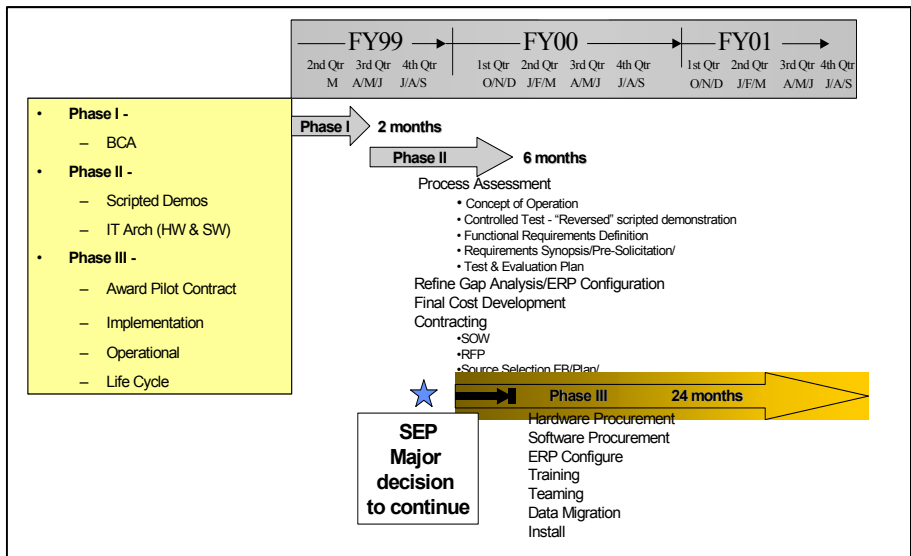 FY99 FY00 FY01
2nd Qtr 3rd Qtr 4th Qtr 1st Qtr 2nd Qtr 3rd Qtr 4th Qtr 1st Qtr 2nd Qtr 3rd Qtr 4th Qtr
M A/M/J J/A/S O/N/D J/F/M A/M/J J/A/S O/N/D J/F/M A/M/J J/A/S
• Phase I -
– BCA
• Phase II -
– Scripted Demos
– IT Arch (HW & SW)
• Phase III -
– Award Pilot Contract
– Implementation
– Operational
– Life Cycle
Phase I 2 months
Phase II 6 months
Process Assessment
• Concept of Operation
• Controlled Test - “Reversed” scripted demonstration
• Functional Requirements Definition
• Requirements Synopsis/Pre-Solicitation/
• Test & Evaluation Plan
Refine Gap Analysis/ERP Configuration
Final Cost Development
Contracting
•SOW
•RFP
•Source Selection EB/Plan/
Phase III 24 months
SEP
Major
decision
to continue
Hardware Procurement
Software Procurement
ERP Configure
Training
Teaming
Data Migration
Install